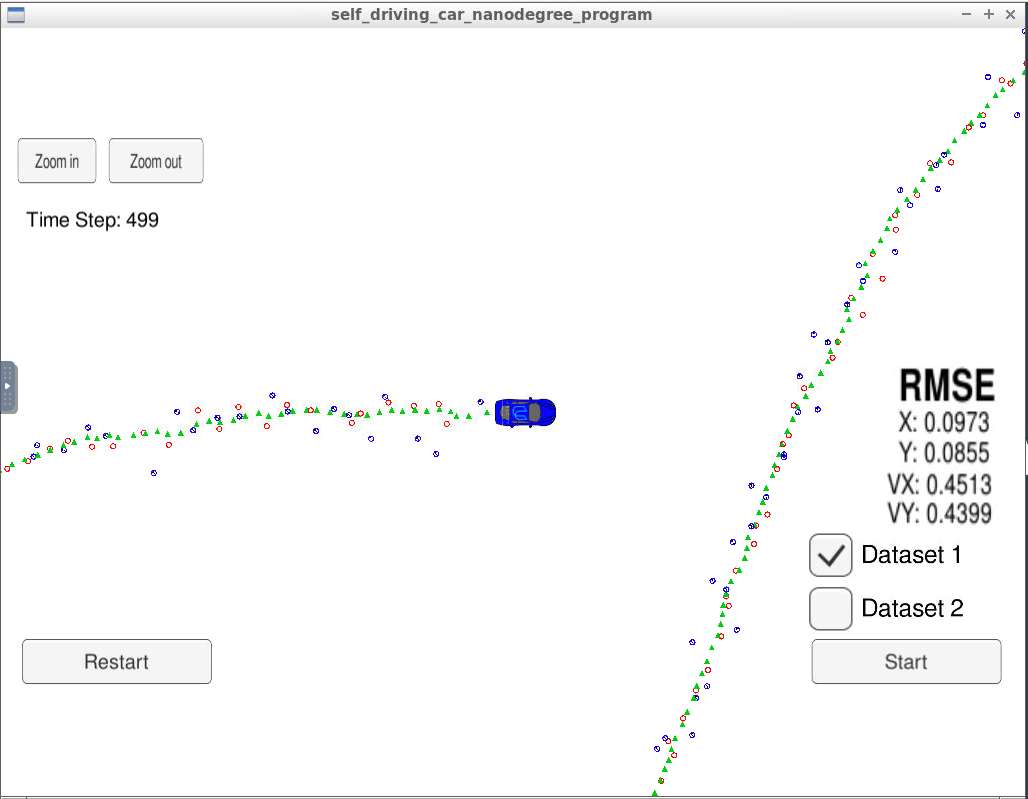 self_driving_car_nanodegree_program
Zoom in
Zoom out
Time Step: 499
RMSE
X: 0.0973
Y: 0.0855
VX: 0.4513
VY: 0.4399
Dataset 1
Dataset 2
Restart
Start